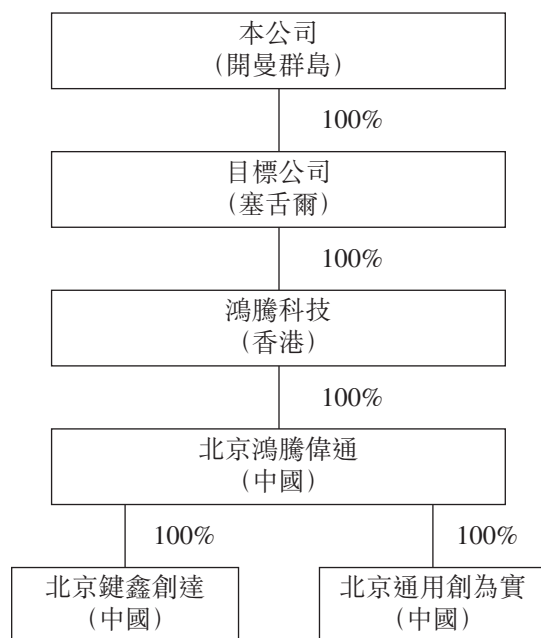 本公司
（開曼群島）
100%
目標公司
（塞舌爾）
100%
鴻騰科技
（香港）
100%
北京鴻騰偉通
（中國）
100%
100%
北京鍵鑫創達
（中國）
北京通用創為實
（中國）